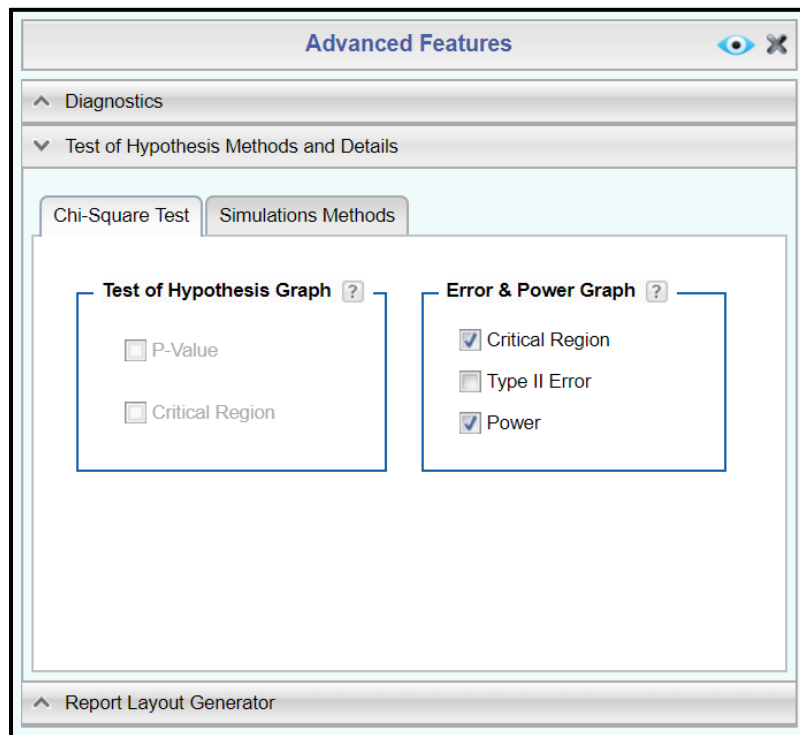 Advanced Features
Diagnostics
Test of Hypothesis Methods and Details
Chi-Square Test
Simulations Methods
Test of Hypothesis Graph ?
P-Value
Critical Region
Error & Power Graph ?
Critical Region
Type II Error
Power
Report Layout Generator